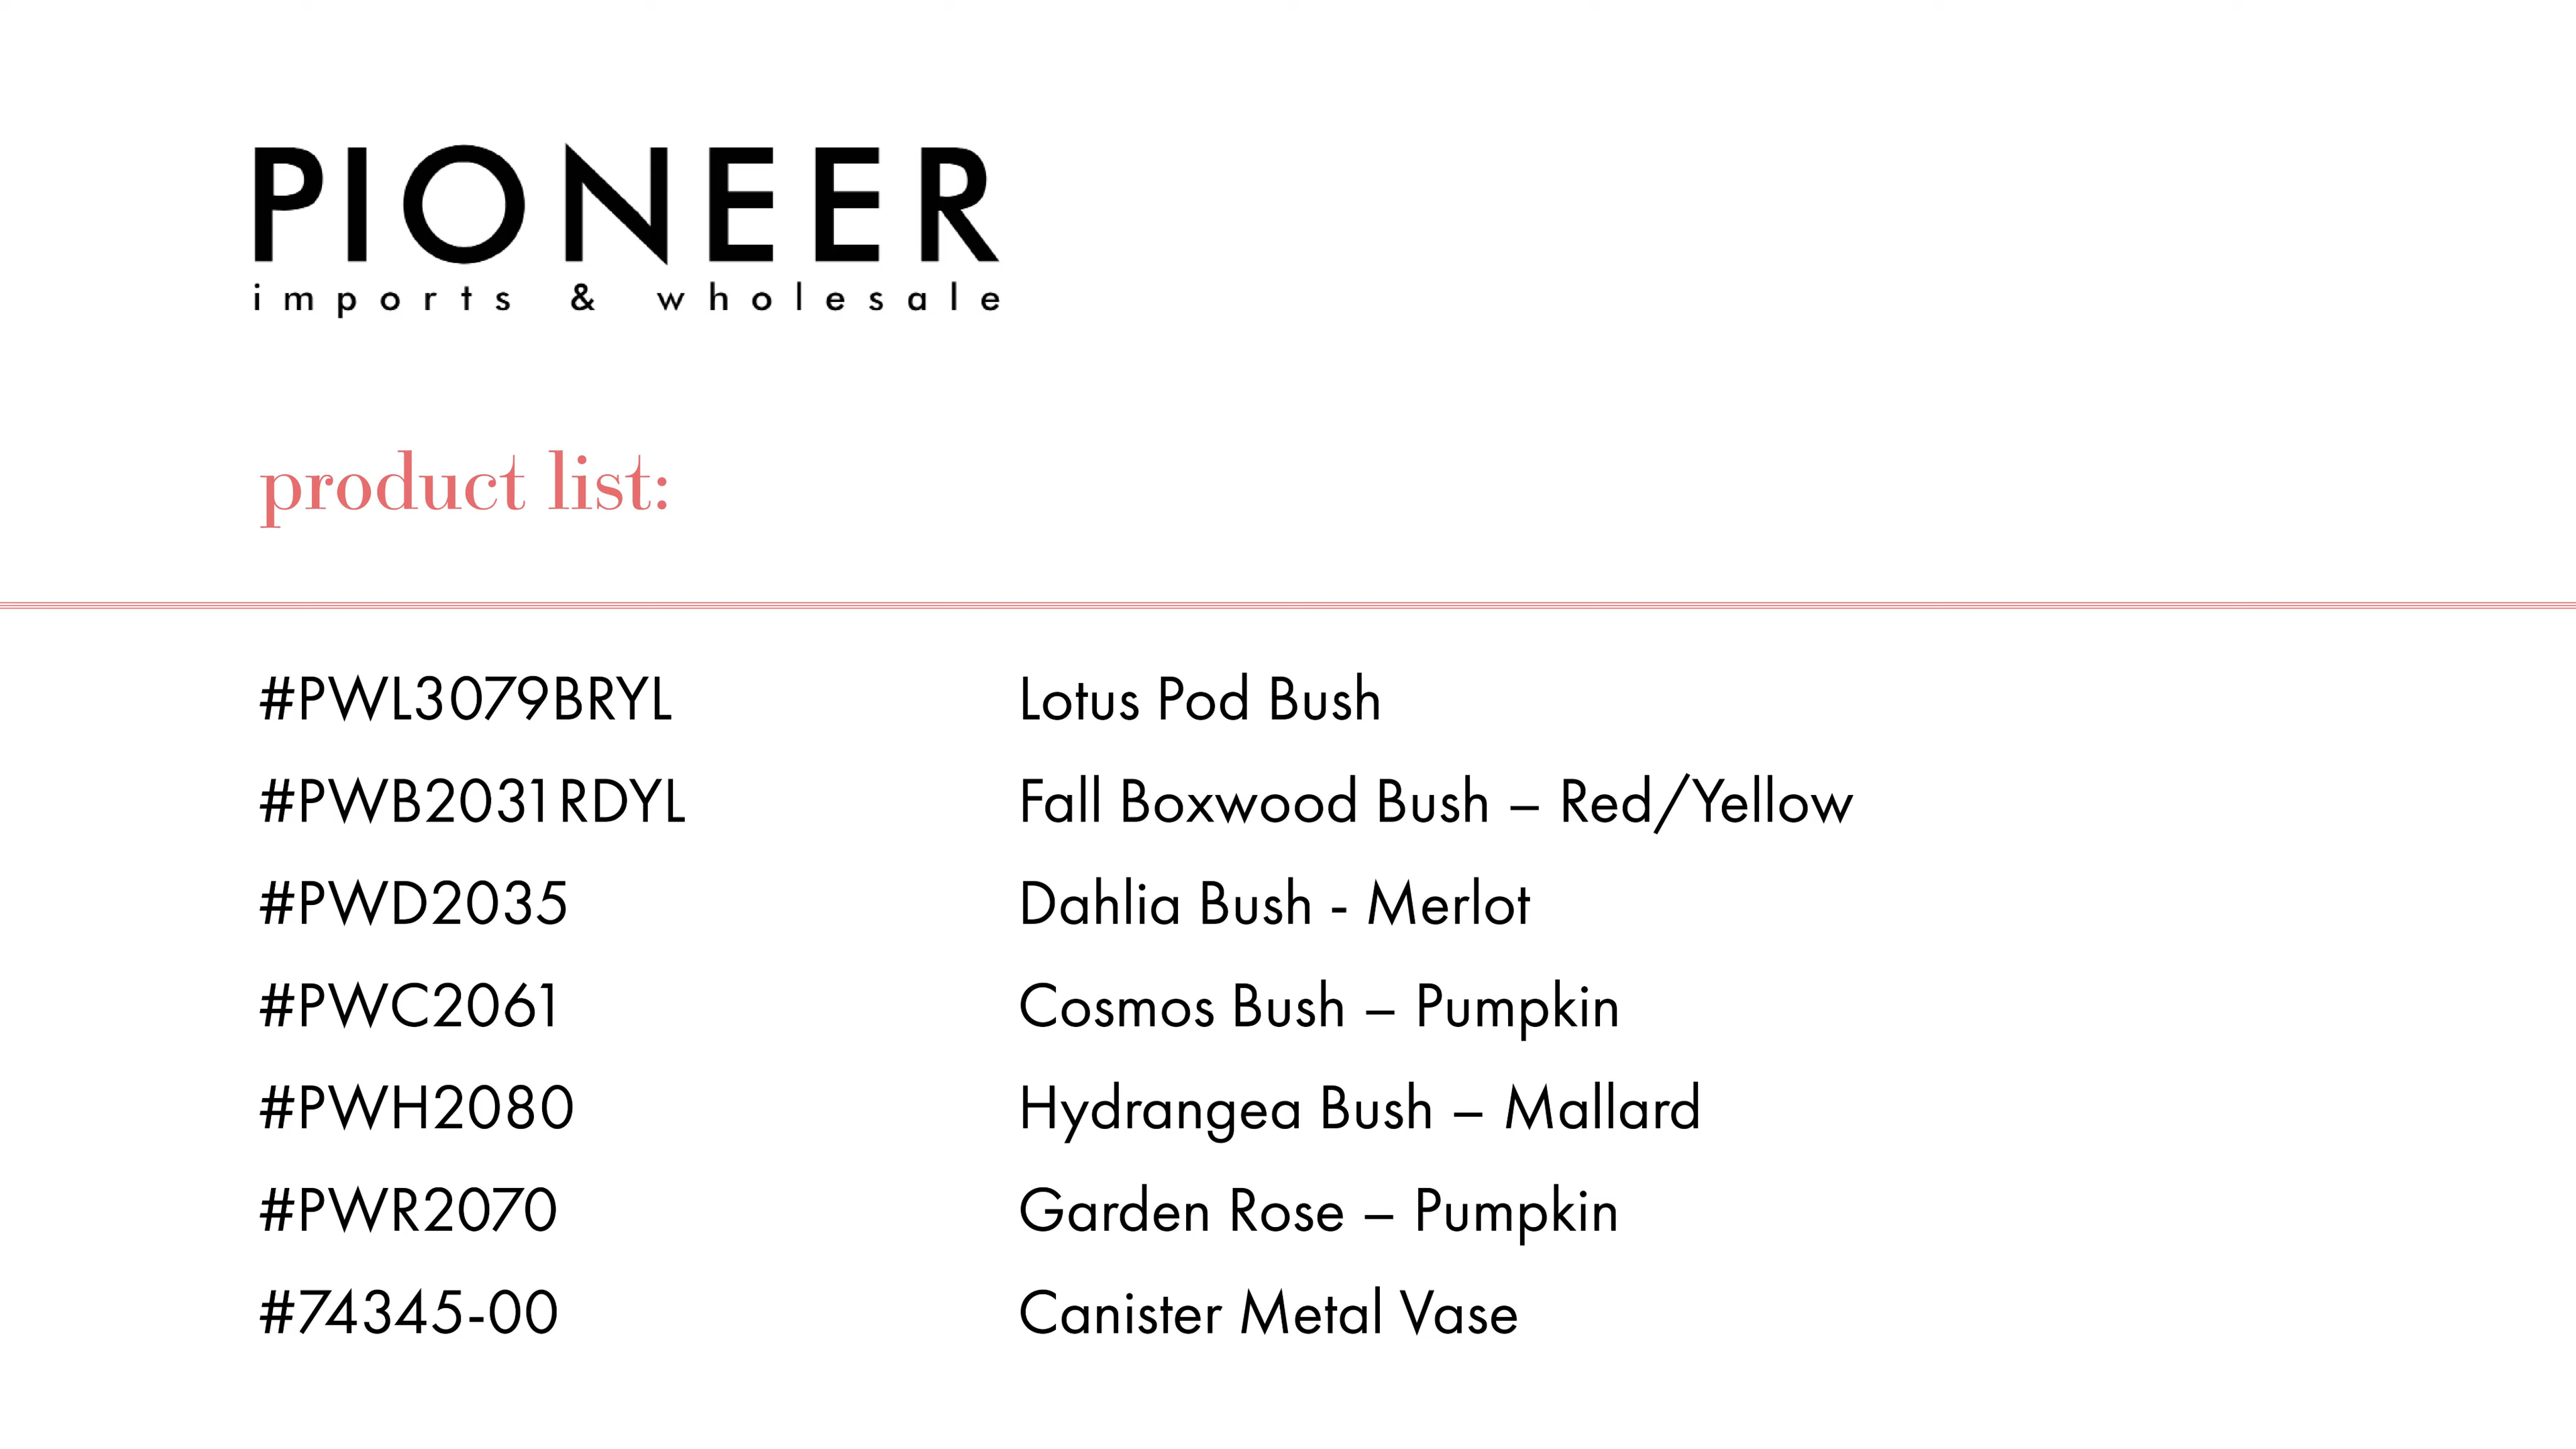 PIONEER
imports & wholesale
product list:
#PWL3079BRYL Lotus Pod Bush
#PWB2031RDYL Fall Boxwood Bush – Red/Yellow
#PWD2035 Dahlia Bush - Merlot
#PWC2061 Cosmos Bush – Pumpkin
#PWH2080 Hydrangea Bush – Mallard
#PWR2070 Garden Rose – Pumpkin
#74345-00 Canister Metal Vase